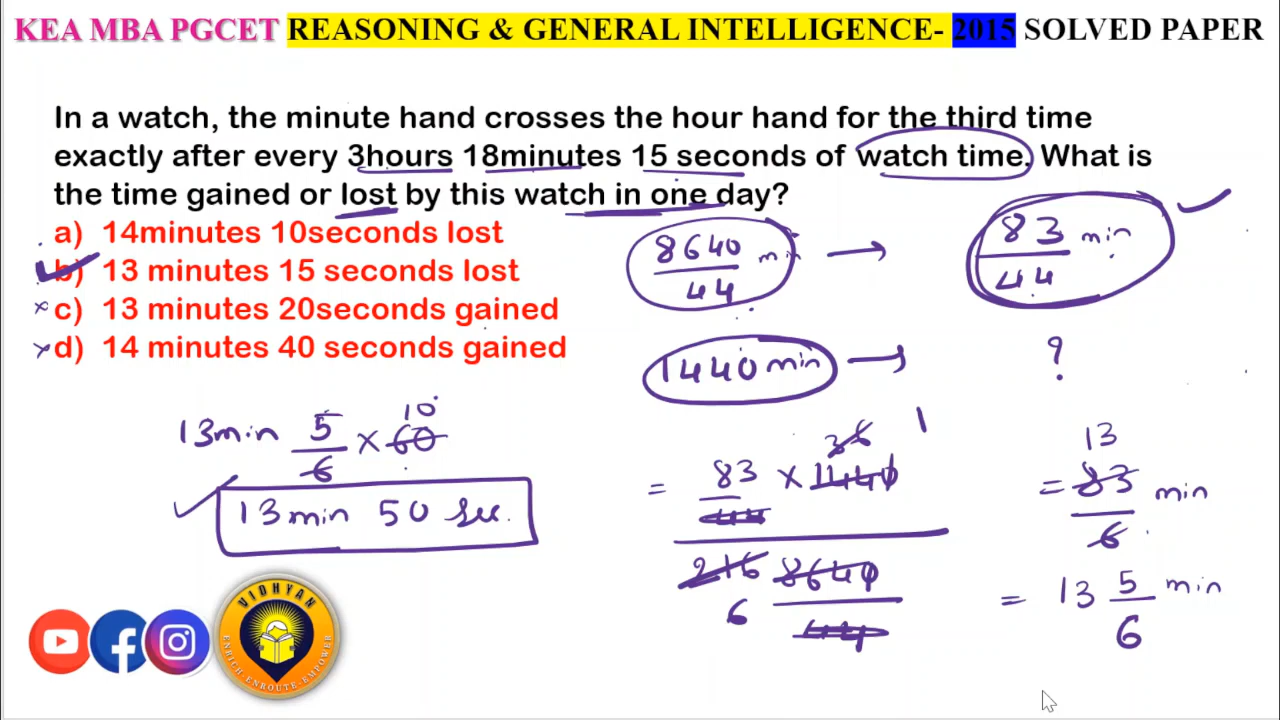 KEA MBA PGCET REASONING & GENERAL INTELLIGENCE- 2015 SOLVED PAPER
In a watch, the minute hand crosses the hour hand for the third time
exactly after every 3hours 18minutes 15 seconds of watch time. What is
the time gained or lost by this watch in one day?
a) 14minutes 10seconds lost
b) 13 minutes 15 seconds lost
c) 13 minutes 20seconds gained
d) 14 minutes 40 seconds gained
8640
44
min
83
44
min
1440 min
?
13min 5/6 × 60
10
13 min 50 sec.
= 83 × 1440
44
36
1
216 8640
6
44
= 83 min
6
13
= 13 5/6 min
VIDHYAN
ENRICH-ENROUTE-EMPOWER